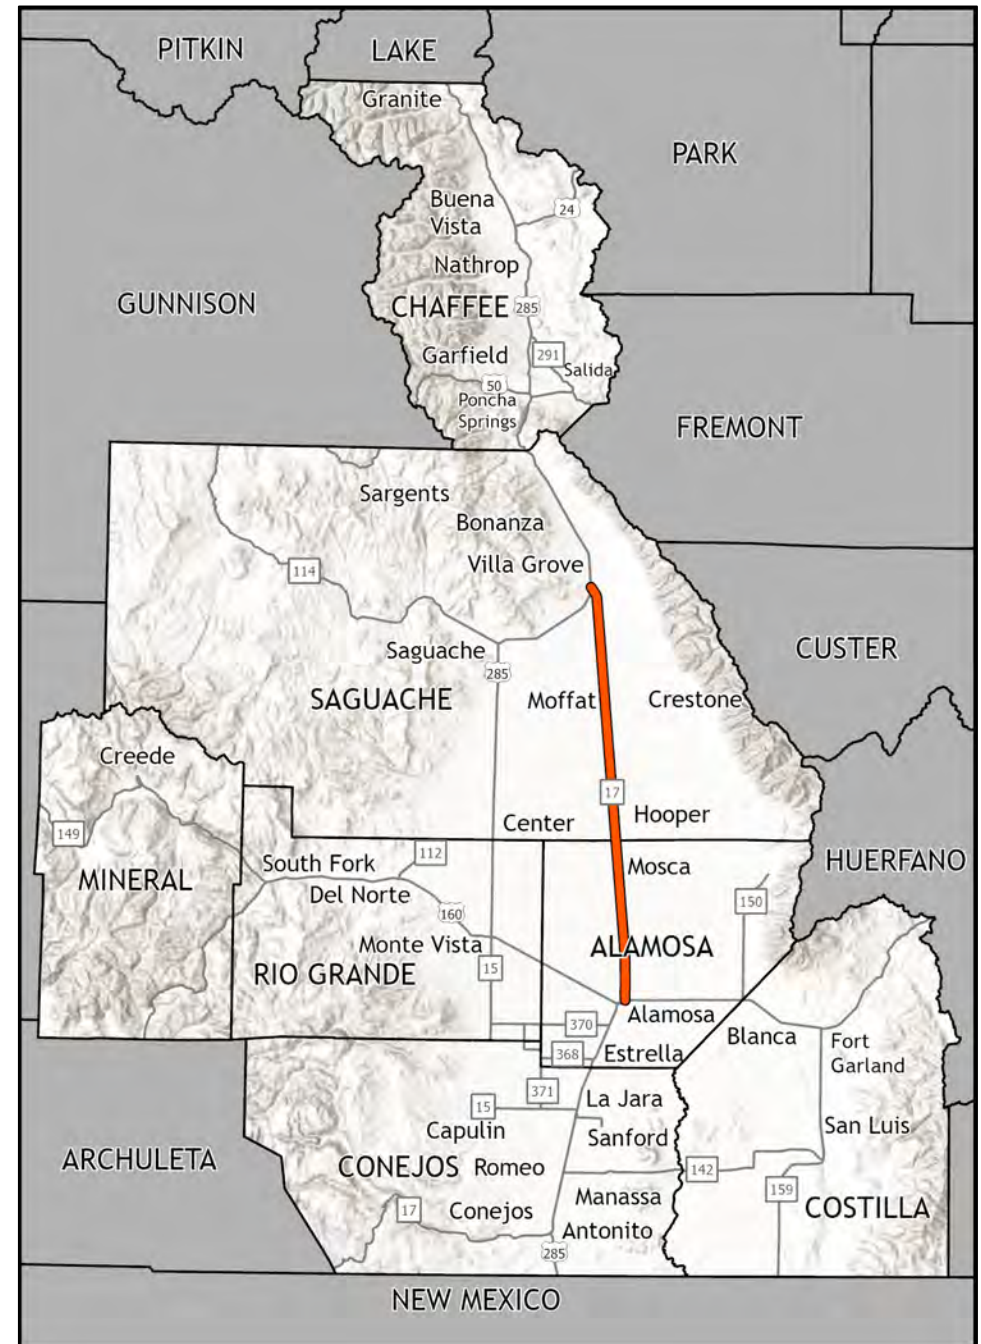 PITKIN
LAKE
Granite
PARK
Buena
Vista
24
Nathrop
GUNNISON
CHAFFEE
285
Garfield
291
Salida
50
Poncha
Springs
FREMONT
Sargents
Bonanza
Villa Grove
114
Saguache
CUSTER
285
SAGUACHE
Moffat
Crestone
Creede
17
149
Center
Hooper
South Fork
112
Mosca
HUERFANO
MINERAL
Del Norte
150
160
Monte Vista
ALAMOSA
RIO GRANDE
15
370
Alamosa
Blanca
Fort
Garland
368
Estrella
371
15
La Jara
Capulin
Sanford
San Luis
ARCHULETA
CONEJOS
Romeo
142
159
17
Conejos
Manassa
COSTILLA
Antonito
285
NEW MEXICO